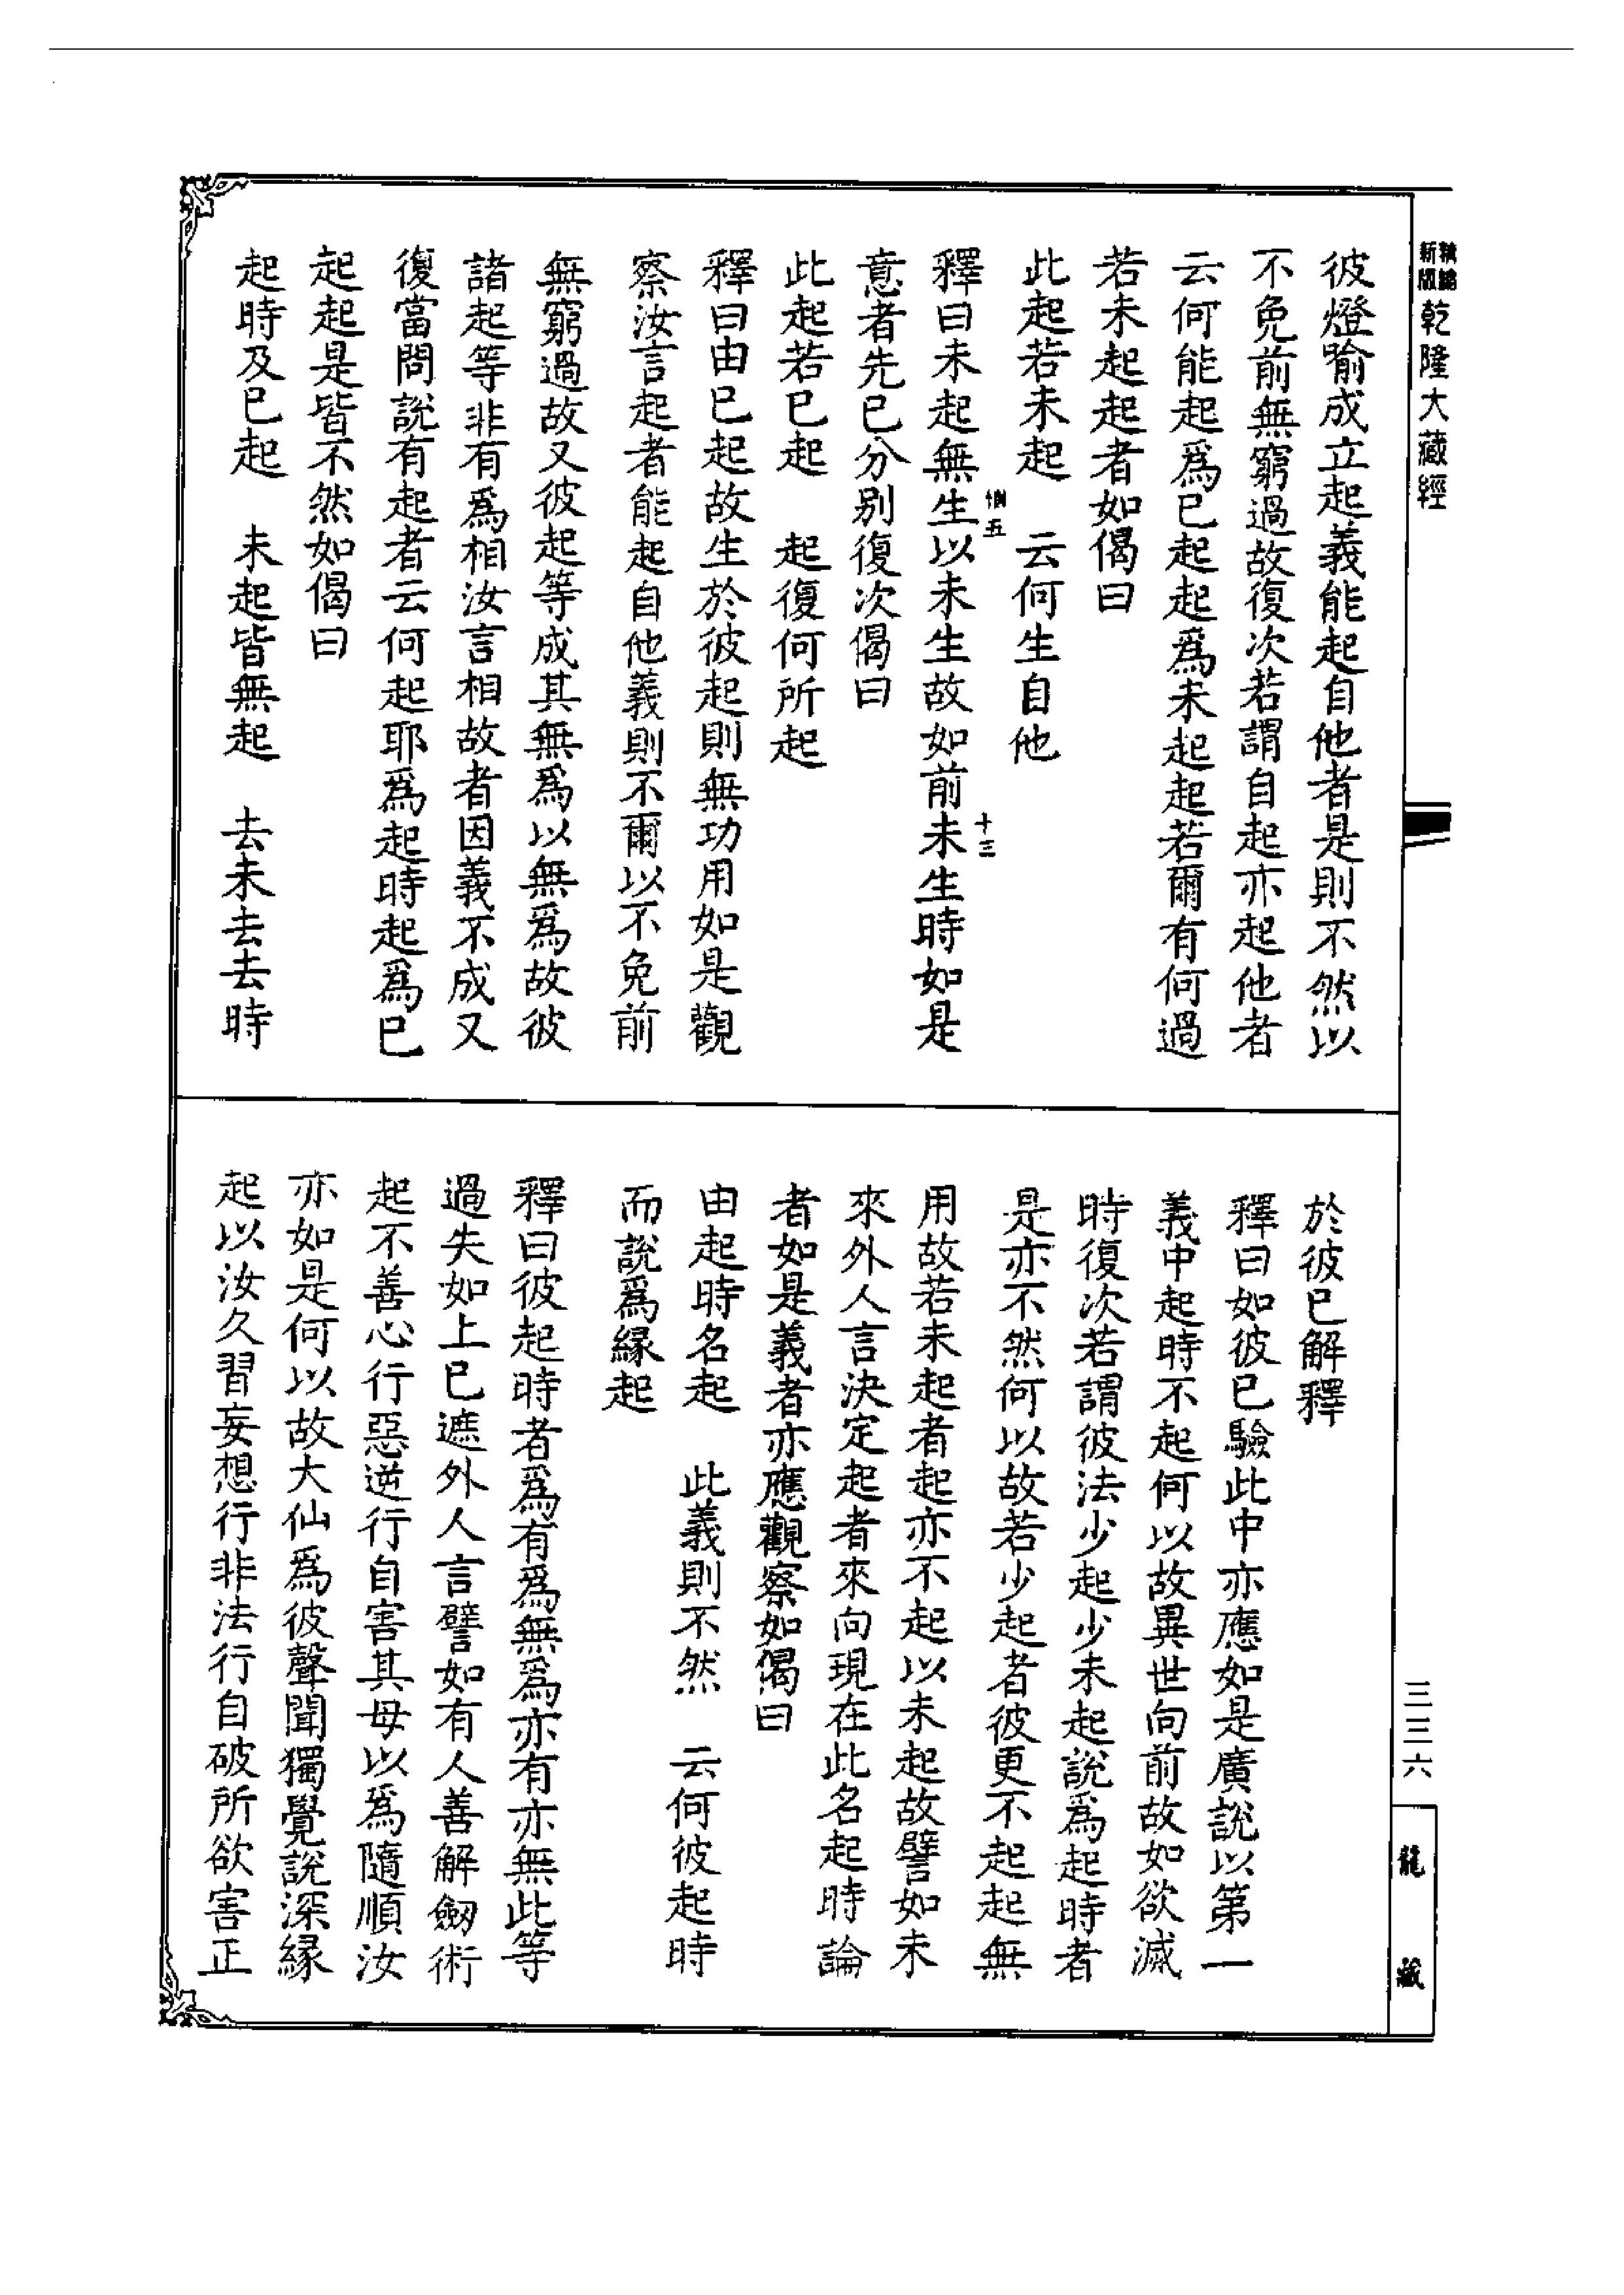 乾隆大藏經
彼燈喻成立起義能起自他者是則不然以
不免前無窮過故復次若謂自起亦起他者
云何能起爲已起起爲未起起若爾有何過
若未起起者如偈曰
此起若未起　云何生自他
釋曰未起無生以未生故如前未生時如是
五
十三
意者先已分別復次偈曰
此起若已起　起復何所起
釋曰由已起故生於彼起則無功用如是觀
察汝言起者能起自他義則不爾以不免前
無窮過故又彼起等成其無爲以無爲故彼
諸起等非有爲相汝言相故者因義不成又
復當問說有起者云何起耶爲起時起爲已
起起是皆不然如偈曰
起時及已起　未起皆無起　去未去去時
於彼已解釋
釋曰如彼已驗此中亦應如是廣說以第一
義中起時不起何以故異世向前故如欲滅
時復次若謂彼法少起少未起說爲起時者
是亦不然何以故若少起者彼更不起起無
用故若未起者起亦不起以未起故譬如未
來外人言決定起者來向現在此名起時論
者如是義者亦應觀察如偈曰
由起時名起　此義則不然　云何彼起時
而說爲緣起
釋曰彼起時者爲有爲無爲亦有亦無此等
過失如上已遮外人言譬如有人善解劒術
起不善心行惡逆行自害其母以爲隨順汝
亦如是何以故大仙爲彼聲聞獨覺說深緣
起以汝久習妄想行非法行自破所欲害正
三三六
龍藏